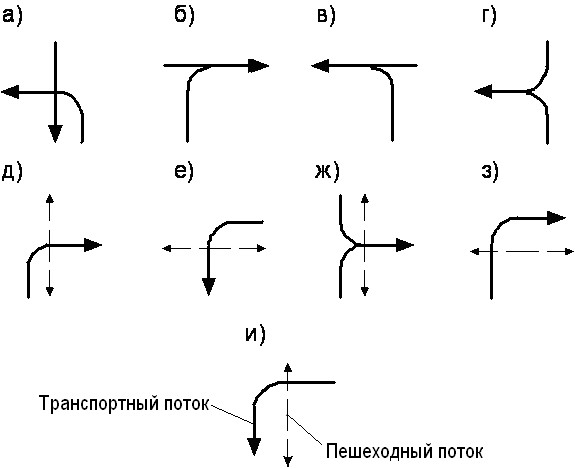 а) б) в) г)
д) е) ж) з)
и)
Транспортный поток
Пешеходный поток